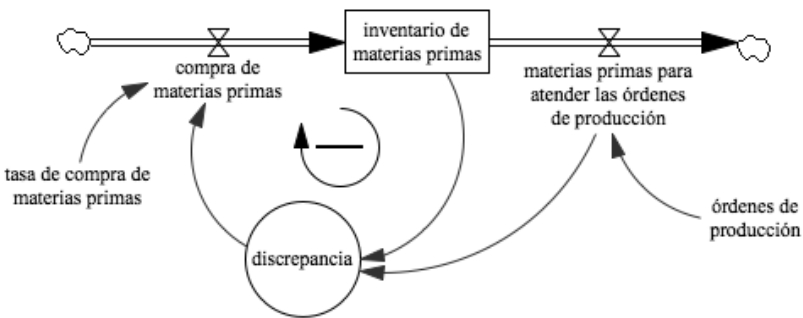 inventario de
materias primas
compra de
materias primas
materias primas para
atender las órdenes
de producción
tasa de compra de
materias primas
órdenes de
producción
discrepancia